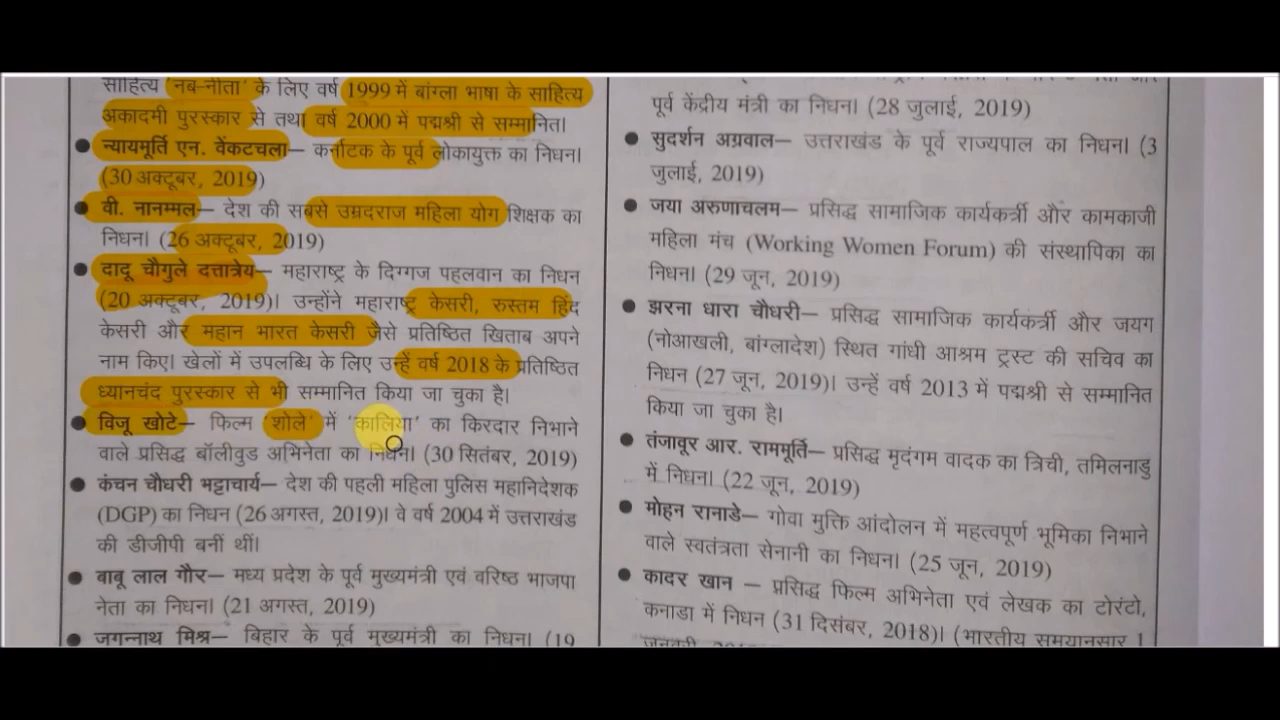 साहित्य 'नब-नीता' के लिए वर्ष 1999 में बांग्ला भाषा के साहित्य
अकादमी पुरस्कार से तथा वर्ष 2000 में पद्मश्री से सम्मानित।
● न्यायमूर्ति एन. वेंकटचला– कर्नाटक के पूर्व लोकायुक्त का निधन।
(30 अक्टूबर, 2019)
● वी. नानम्मल– देश की सबसे उम्रदराज महिला योग शिक्षक का
निधन। (26 अक्टूबर, 2019)
● दादू चौगुले दत्तात्रेय– महाराष्ट्र के दिग्गज पहलवान का निधन
(20 अक्टूबर, 2019)। उन्होंने महाराष्ट्र केसरी, रुस्तम हिंद
केसरी और महान भारत केसरी जैसे प्रतिष्ठित खिताब अपने
नाम किए। खेलों में उपलब्धि के लिए उन्हें वर्ष 2018 के प्रतिष्ठित
ध्यानचंद पुरस्कार से भी सम्मानित किया जा चुका है।
● विजू खोटे– फिल्म 'शोले' में 'कालिया' का किरदार निभाने
वाले प्रसिद्ध बॉलीवुड अभिनेता का निधन। (30 सितंबर, 2019)
● कंचन चौधरी भट्टाचार्य– देश की पहली महिला पुलिस महानिदेशक
(DGP) का निधन (26 अगस्त, 2019)। वे वर्ष 2004 में उत्तराखंड
की डीजीपी बनीं थीं।
● बाबू लाल गौर– मध्य प्रदेश के पूर्व मुख्यमंत्री एवं वरिष्ठ भाजपा
नेता का निधन। (21 अगस्त, 2019)
● जगन्नाथ मिश्र– बिहार के पूर्व मुख्यमंत्री का निधन। (19
पूर्व केंद्रीय मंत्री का निधन। (28 जुलाई, 2019)
● सुदर्शन अग्रवाल– उत्तराखंड के पूर्व राज्यपाल का निधन। (3
जुलाई, 2019)
● जया अरुणाचलम– प्रसिद्ध सामाजिक कार्यकर्त्री और कामकाजी
महिला मंच (Working Women Forum) की संस्थापिका का
निधन। (29 जून, 2019)
● झरना धारा चौधरी– प्रसिद्ध सामाजिक कार्यकर्त्री और जयग
(नोआखली, बांग्लादेश) स्थित गांधी आश्रम ट्रस्ट की सचिव का
निधन (27 जून, 2019)। उन्हें वर्ष 2013 में पद्मश्री से सम्मानित
किया जा चुका है।
● तंजावूर आर. राममूर्ति– प्रसिद्ध मृदंगम वादक का त्रिची, तमिलनाडु
में निधन। (22 जून, 2019)
● मोहन रानाडे– गोवा मुक्ति आंदोलन में महत्वपूर्ण भूमिका निभाने
वाले स्वतंत्रता सेनानी का निधन। (25 जून, 2019)
● कादर खान – प्रसिद्ध फिल्म अभिनेता एवं लेखक का टोरंटो,
कनाडा में निधन (31 दिसंबर, 2018)। (भारतीय समयानुसार 1